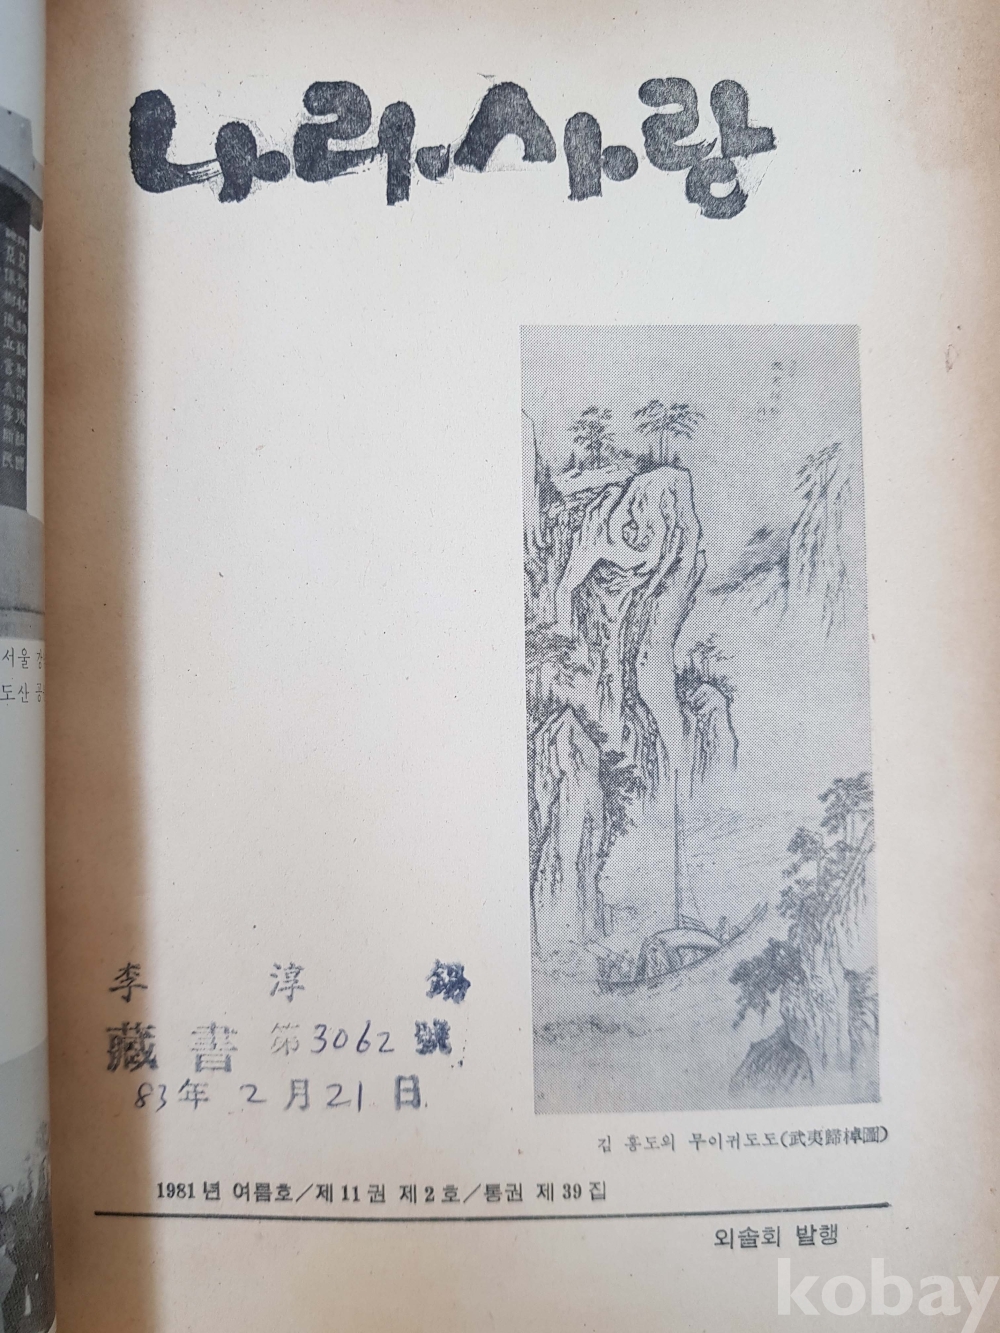 나라사랑
서울
도산
李 淳
藏書 第3062號
83年 2月21日
김 홍도의 무이귀도도(武夷歸棹圖)
1981년 여름호/제11권 제2호/통권 제39집
외솔회 발행
kobay